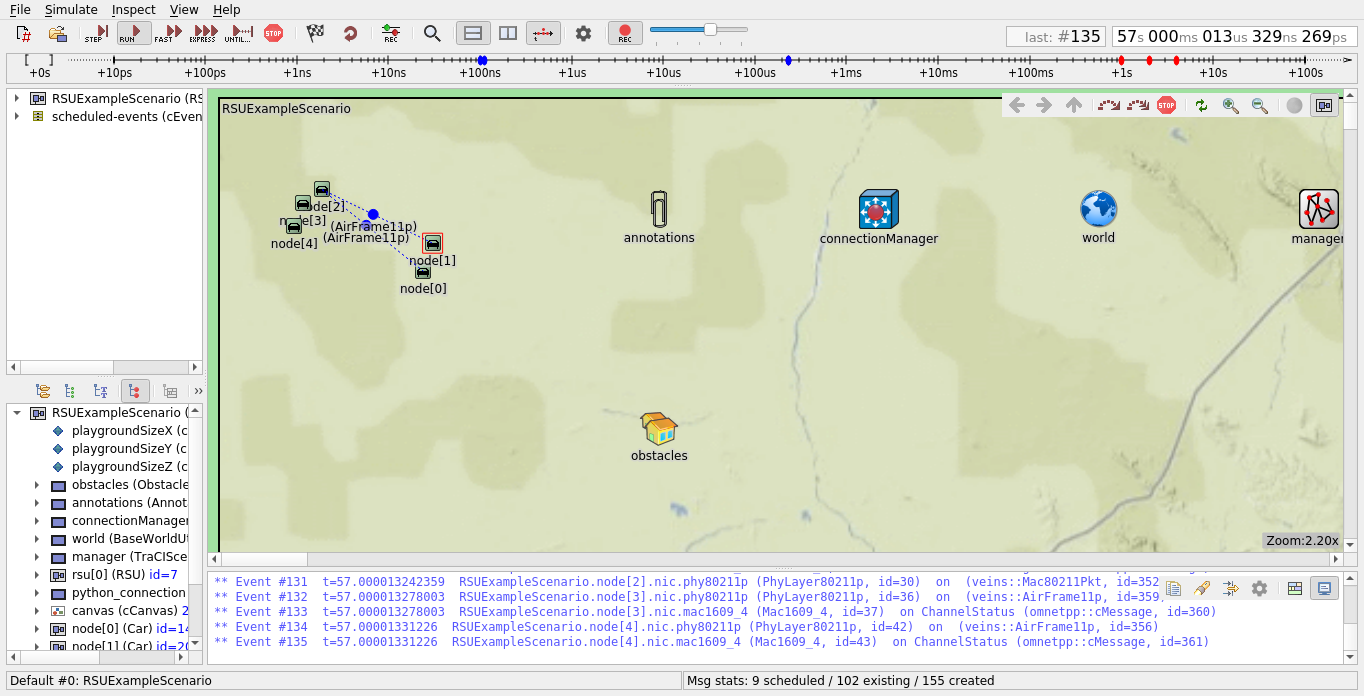 File Simulate Inspect View Help
STEP RUN FAST EXPRESS UNTIL... STOP REC REC
last: #135 57s 000ms 013us 329ns 269ps
+0s +10ps +100ps +1ns +10ns +100ns +1us +10us +100us +1ms +10ms +100ms +1s +10s +100s
RSUExampleScenario (RS
scheduled-events (cEven
RSUExampleScenario
STOP
node[2]
node[3]
node[4]
(AirFrame11p)
(AirFrame11p)
node[1]
node[0]
annotations
connectionManager
world
manager
obstacles
Zoom:2.20x
RSUExampleScenario (
playgroundSizeX (c
playgroundSizeY (c
playgroundSizeZ (c
obstacles (Obstacle
annotations (Annot
connectionManager
world (BaseWorldUt
manager (TraCISce
rsu[0] (RSU) id=7
python_connection
canvas (cCanvas) 2
node[0] (Car) id=14
node[1] (Car) id=20
** Event #131 t=57.000013242359 RSUExampleScenario.node[2].nic.phy80211p (PhyLayer80211p, id=30) on (veins::Mac80211Pkt, id=352
** Event #132 t=57.000013278003 RSUExampleScenario.node[3].nic.phy80211p (PhyLayer80211p, id=36) on (veins::AirFrame11p, id=359
** Event #133 t=57.000013278003 RSUExampleScenario.node[3].nic.mac1609_4 (Mac1609_4, id=37) on ChannelStatus (omnetpp::cMessage, id=360)
** Event #134 t=57.00001331226 RSUExampleScenario.node[4].nic.phy80211p (PhyLayer80211p, id=42) on (veins::AirFrame11p, id=356)
** Event #135 t=57.00001331226 RSUExampleScenario.node[4].nic.mac1609_4 (Mac1609_4, id=43) on ChannelStatus (omnetpp::cMessage, id=361)
Default #0: RSUExampleScenario
Msg stats: 9 scheduled / 102 existing / 155 created